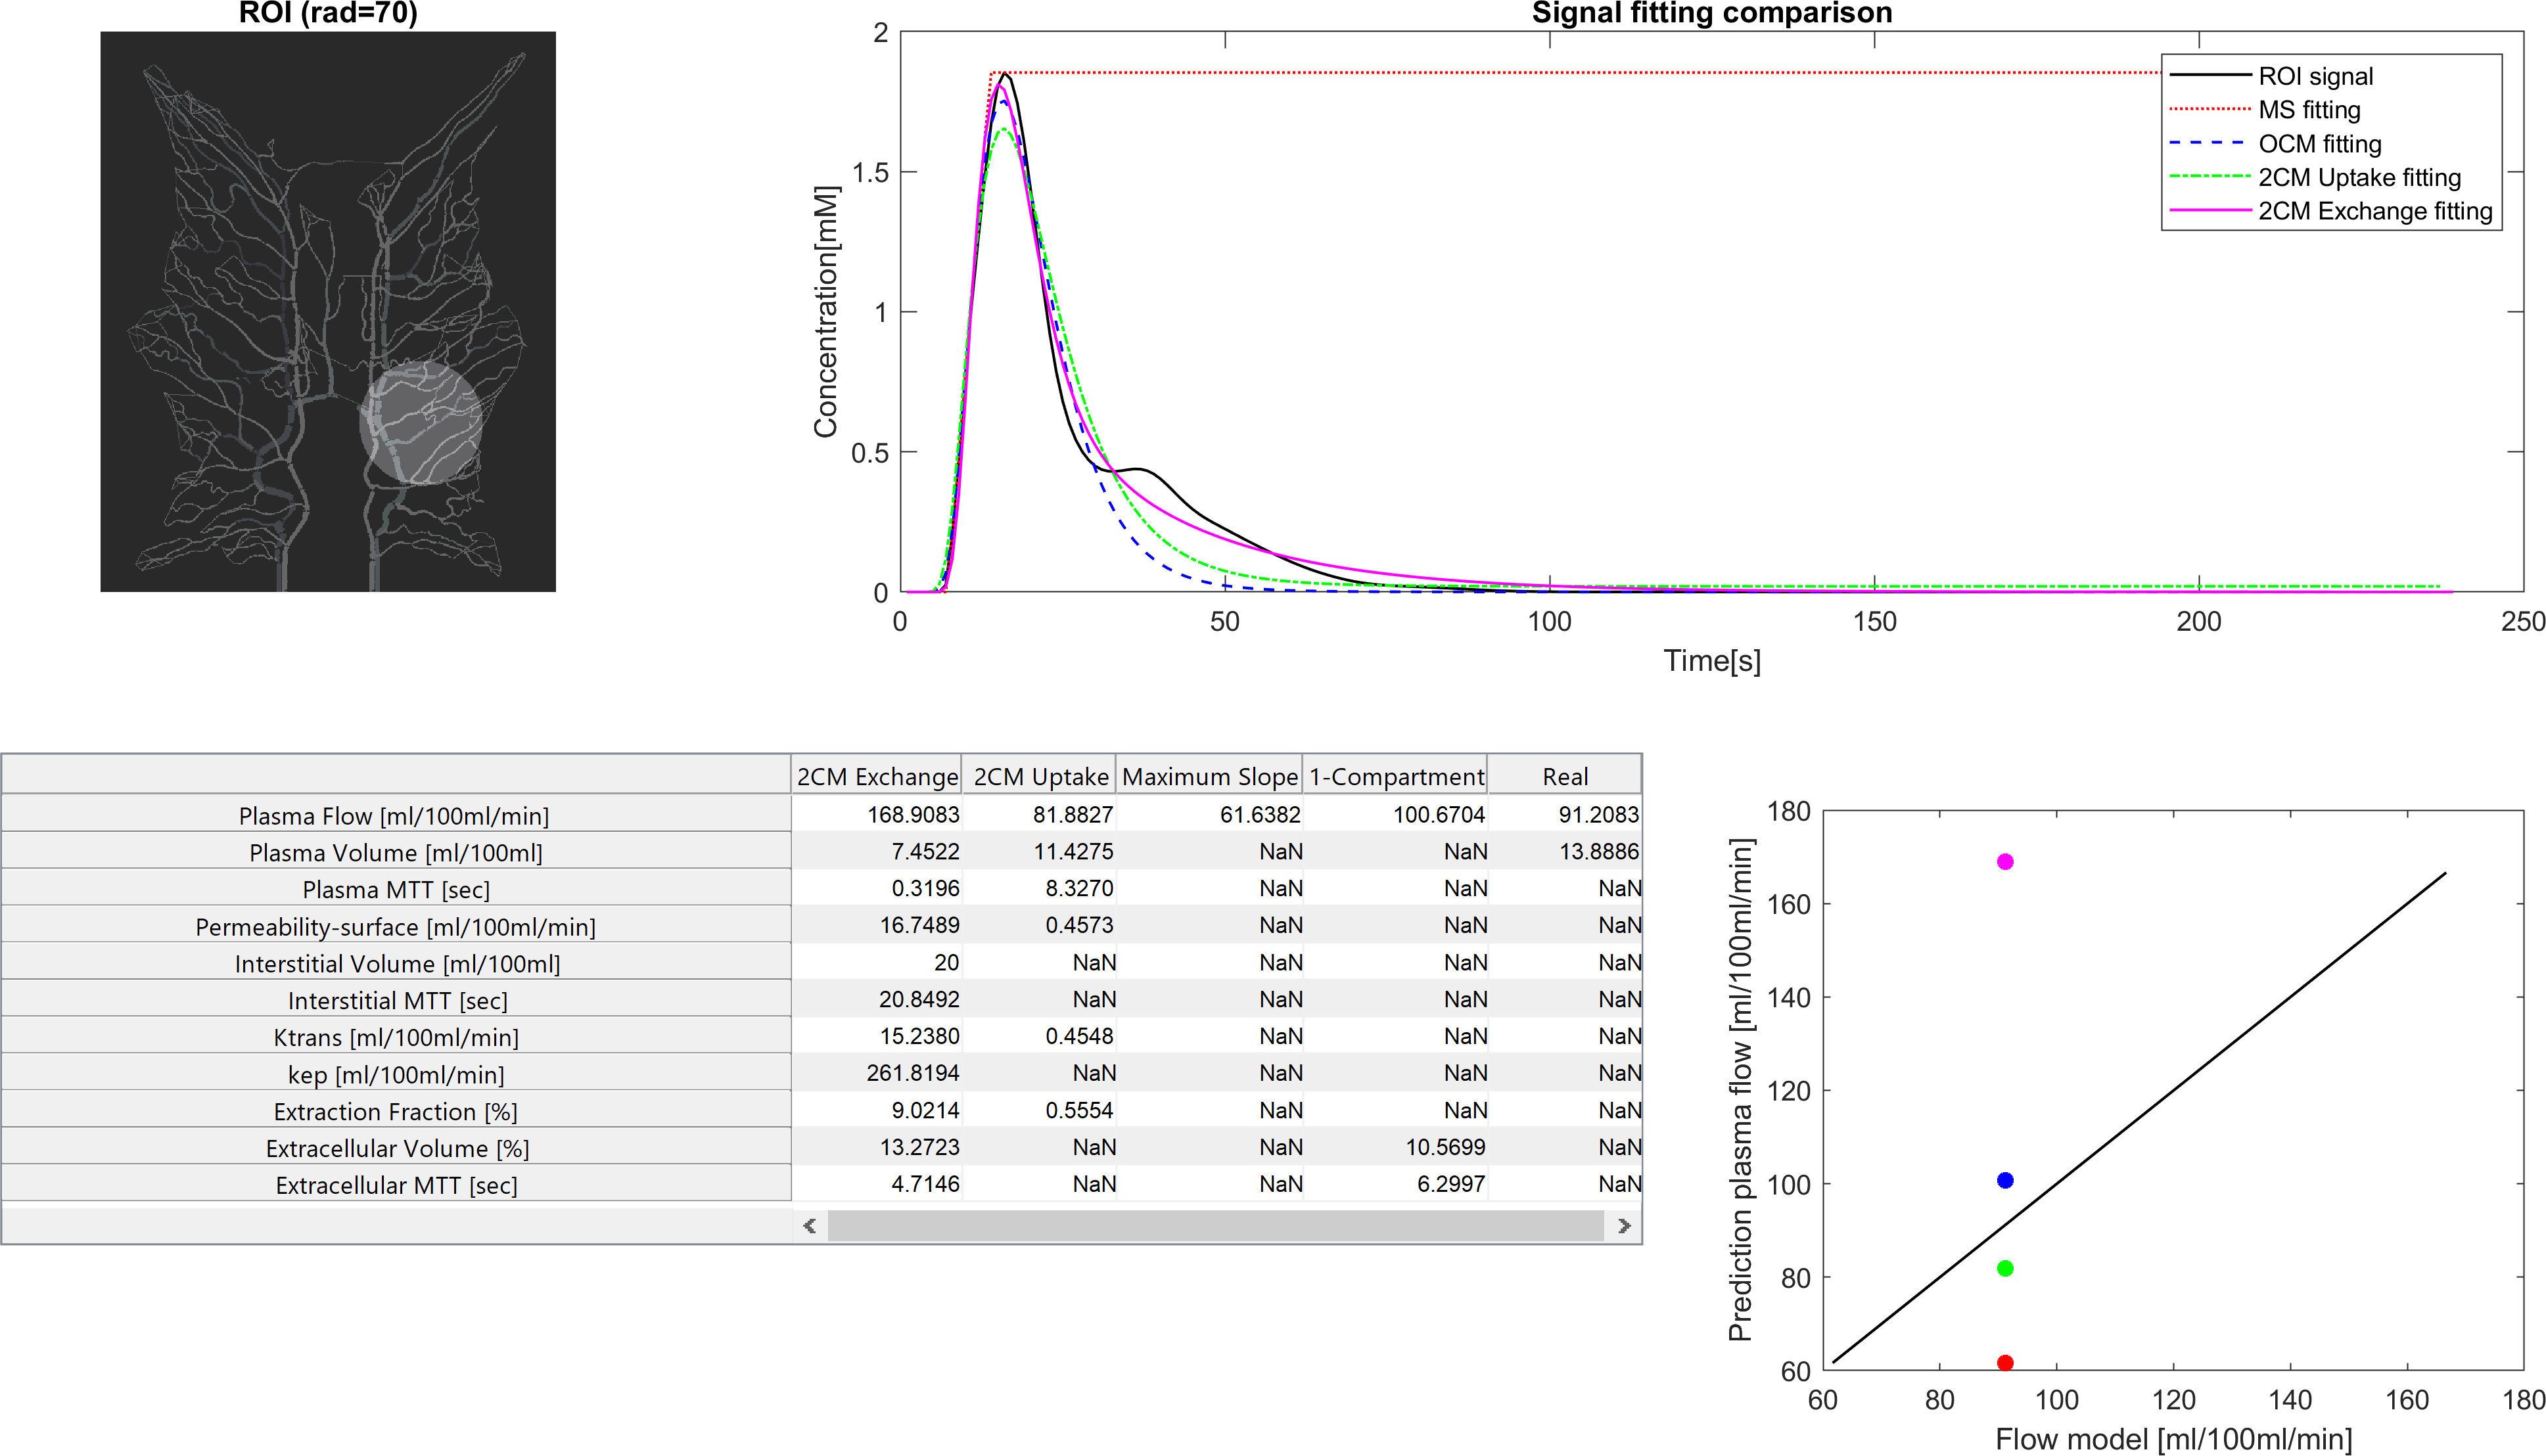 ROI (rad=70)
Signal fitting comparison
2
1.5
1
0.5
0
Concentration[mM]
0 50 100 150 200 250
Time[s]
ROI signal
MS fitting
OCM fitting
2CM Uptake fitting
2CM Exchange fitting
2CM Exchange 2CM Uptake Maximum Slope 1-Compartment Real
Plasma Flow [ml/100ml/min] 168.9083 81.8827 61.6382 100.6704 91.2083
Plasma Volume [ml/100ml] 7.4522 11.4275 NaN NaN 13.8886
Plasma MTT [sec] 0.3196 8.3270 NaN NaN NaN
Permeability-surface [ml/100ml/min] 16.7489 0.4573 NaN NaN NaN
Interstitial Volume [ml/100ml] 20 NaN NaN NaN NaN
Interstitial MTT [sec] 20.8492 NaN NaN NaN NaN
Ktrans [ml/100ml/min] 15.2380 0.4548 NaN NaN NaN
kep [ml/100ml/min] 261.8194 NaN NaN NaN NaN
Extraction Fraction [%] 9.0214 0.5554 NaN NaN NaN
Extracellular Volume [%] 13.2723 NaN NaN 10.5699 NaN
Extracellular MTT [sec] 4.7146 NaN NaN 6.2997 NaN
180
160
140
120
100
80
60
Prediction plasma flow [ml/100ml/min]
60 80 100 120 140 160 180
Flow model [ml/100ml/min]